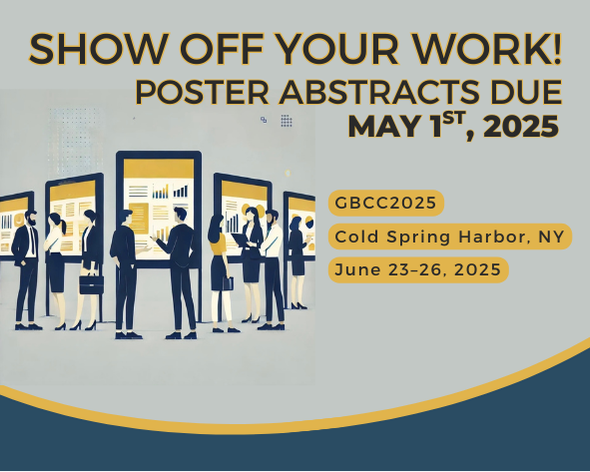 SHOW OFF YOUR WORK!
POSTER ABSTRACTS DUE
MAY 1ST, 2025
GBCC2025
Cold Spring Harbor, NY
June 23–26, 2025